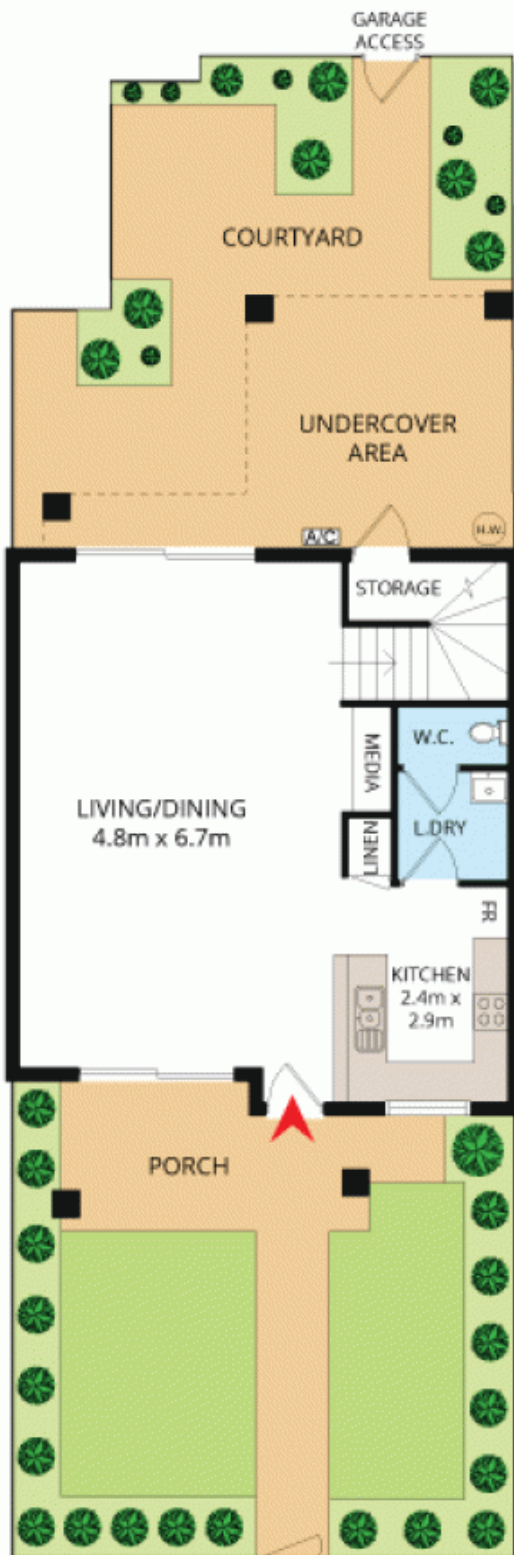 GARAGE
ACCESS
COURTYARD
UNDERCOVER
AREA
A/C
H.W.
STORAGE
W.C.
MEDIA
L.DRY
LIVING/DINING
4.8m x 6.7m
LINEN
FR
KITCHEN
2.4m x
2.9m
PORCH